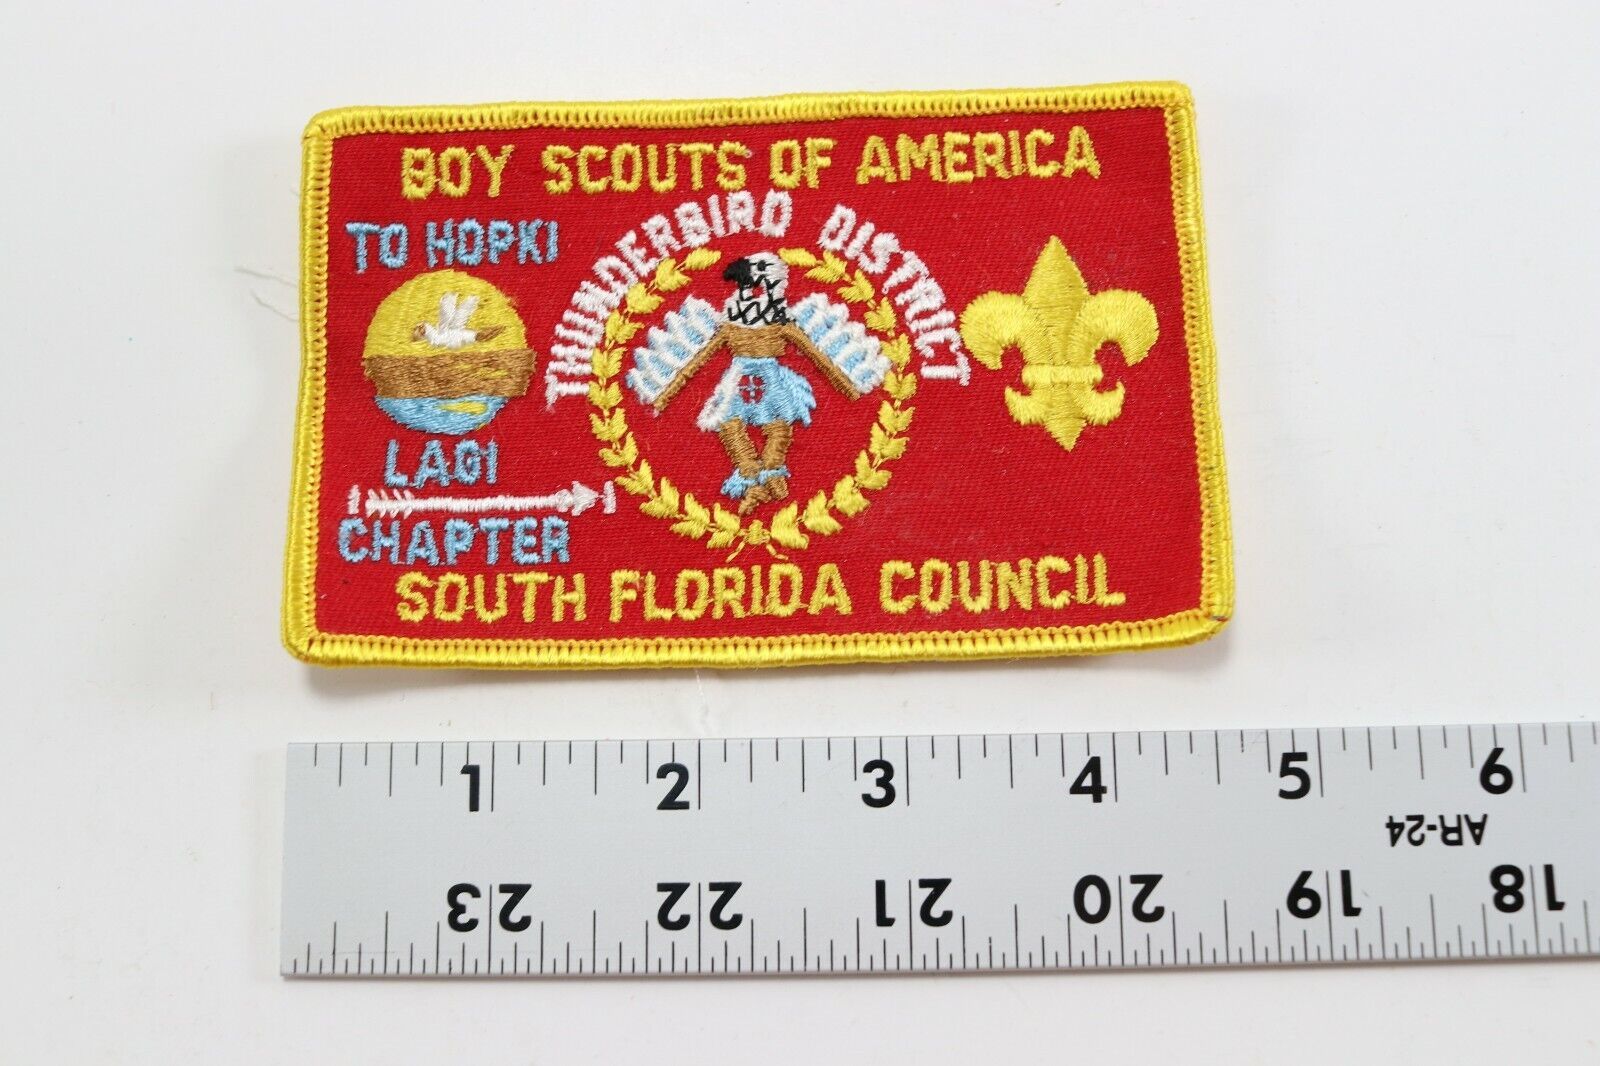 BOY SCOUTS OF AMERICA
THUNDERBIRD DISTRICT
TO HOPKI
LAGI
CHAPTER
SOUTH FLORIDA COUNCIL
1 2 3 4 5 6
AR-24
23 22 21 20 19 18